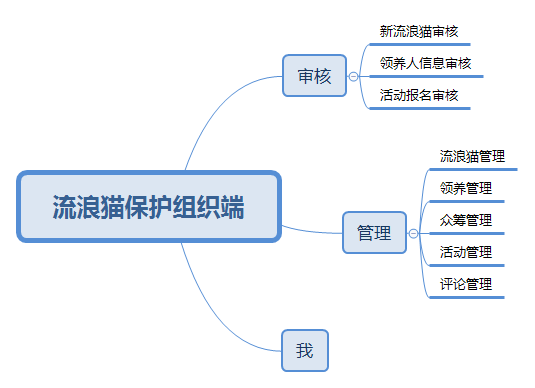 新流浪猫审核
审核
领养人信息审核
活动报名审核
流浪猫保护组织端
流浪猫管理
领养管理
管理
众筹管理
活动管理
评论管理
我